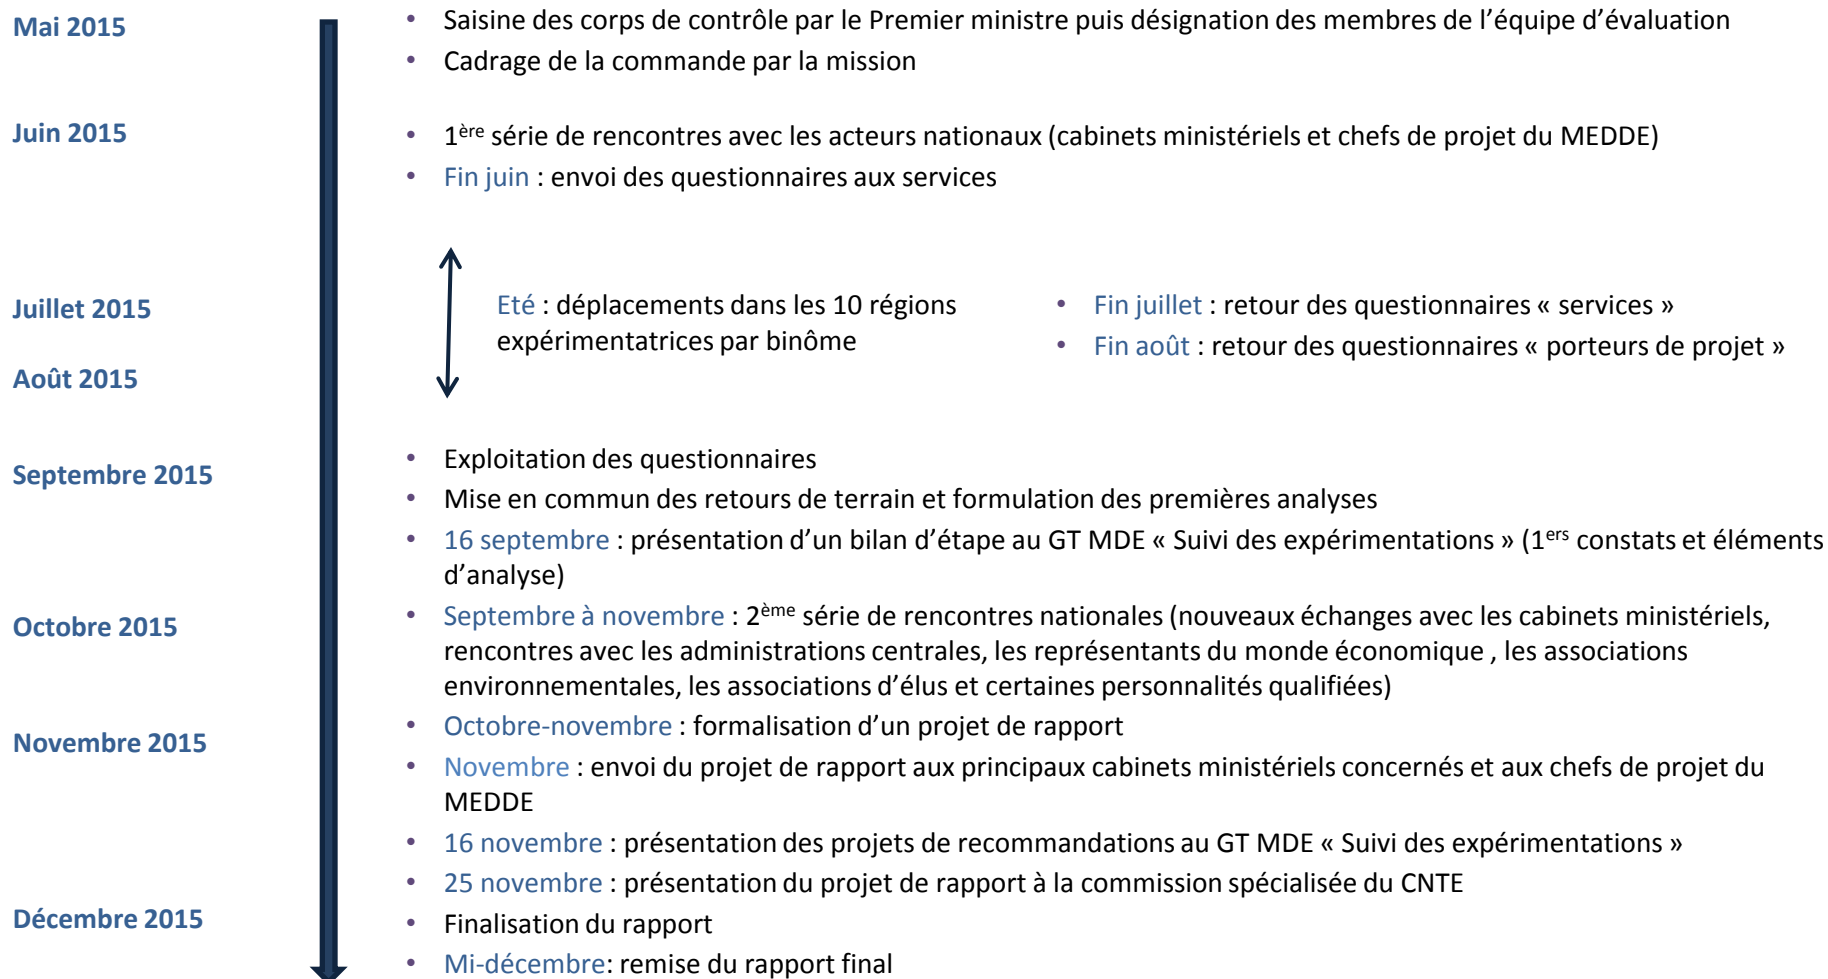 Mai 2015
• Saisine des corps de contrôle par le Premier ministre puis désignation des membres de l’équipe d’évaluation
• Cadrage de la commande par la mission
Juin 2015
• 1ère série de rencontres avec les acteurs nationaux (cabinets ministériels et chefs de projet du MEDDE)
• Fin juin : envoi des questionnaires aux services
Juillet 2015
Août 2015
Eté : déplacements dans les 10 régions
expérimentatrices par binôme
• Fin juillet : retour des questionnaires « services »
• Fin août : retour des questionnaires « porteurs de projet »
Septembre 2015
• Exploitation des questionnaires
• Mise en commun des retours de terrain et formulation des premières analyses
• 16 septembre : présentation d’un bilan d’étape au GT MDE « Suivi des expérimentations » (1ers constats et éléments
d’analyse)
Octobre 2015
• Septembre à novembre : 2ème série de rencontres nationales (nouveaux échanges avec les cabinets ministériels,
rencontres avec les administrations centrales, les représentants du monde économique , les associations
environnementales, les associations d’élus et certaines personnalités qualifiées)
Novembre 2015
• Octobre-novembre : formalisation d’un projet de rapport
• Novembre : envoi du projet de rapport aux principaux cabinets ministériels concernés et aux chefs de projet du
MEDDE
• 16 novembre : présentation des projets de recommandations au GT MDE « Suivi des expérimentations »
• 25 novembre : présentation du projet de rapport à la commission spécialisée du CNTE
Décembre 2015
• Finalisation du rapport
• Mi-décembre: remise du rapport final